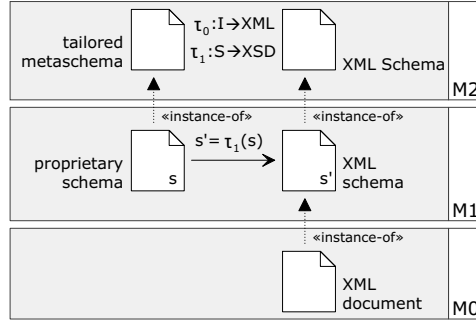 tailored
metaschema
τ0:I→XML
τ1:S→XSD
XML Schema
M2
«instance-of»
«instance-of»
proprietary
schema
s
s'= τ1(s)
s'
XML
schema
M1
«instance-of»
XML
document
M0